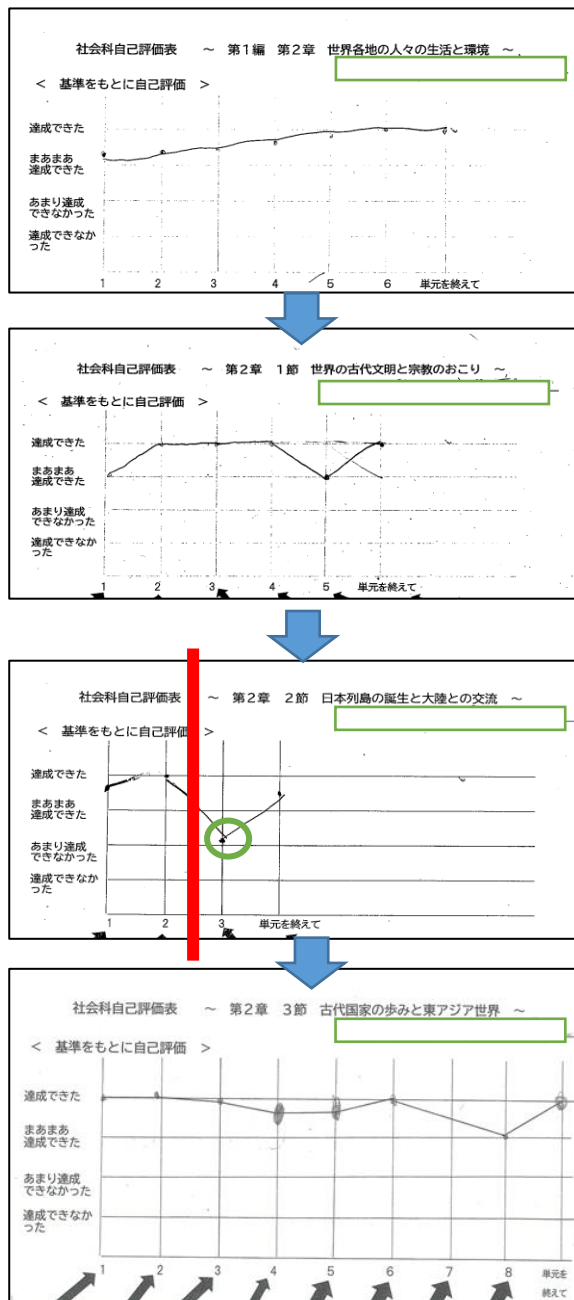 社会科自己評価表　～　第１編　第２章　世界各地の人々の生活と環境　～
＜　基準をもとに自己評価　＞
達成できた
まあまあ
達成できた
あまり達成
できなかった
達成できなか
った
1　2　3　4　5　6　単元を終えて
社会科自己評価表　～　第２章　１節　世界の古代文明と宗教のおこり　～
＜　基準をもとに自己評価　＞
達成できた
まあまあ
達成できた
あまり達成
できなかった
達成できなか
った
1　2　3　4　5　単元を終えて
社会科自己評価表　～　第２章　２節　日本列島の誕生と大陸との交流　～
＜　基準をもとに自己評価
達成できた
まあまあ
達成できた
あまり達成
できなかった
達成できなか
った
1　2　3　単元を終えて
社会科自己評価表　～　第２章　３節　古代国家の歩みと東アジア世界　～
＜　基準をもとに自己評価　＞
達成できた
まあまあ
達成できた
あまり達成
できなかった
達成できなか
った
1　2　3　4　5　6　7　8　単元を
終えて